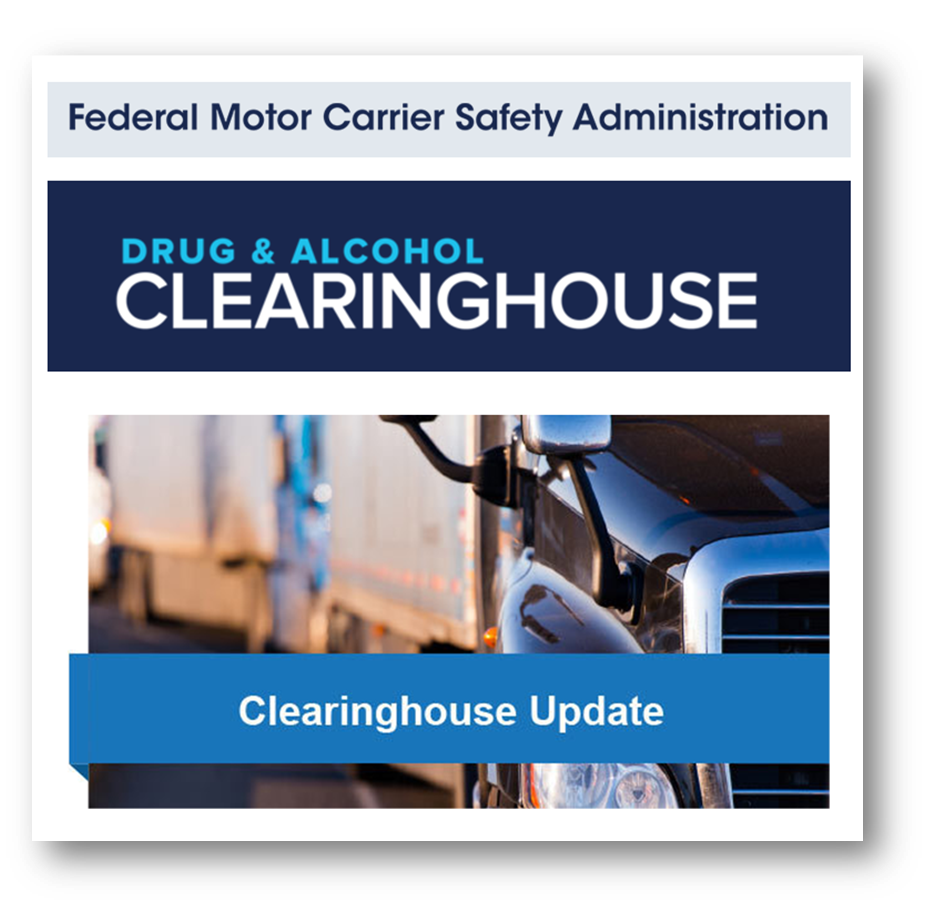 Federal Motor Carrier Safety Administration
DRUG & ALCOHOL
CLEARINGHOUSE
Clearinghouse Update